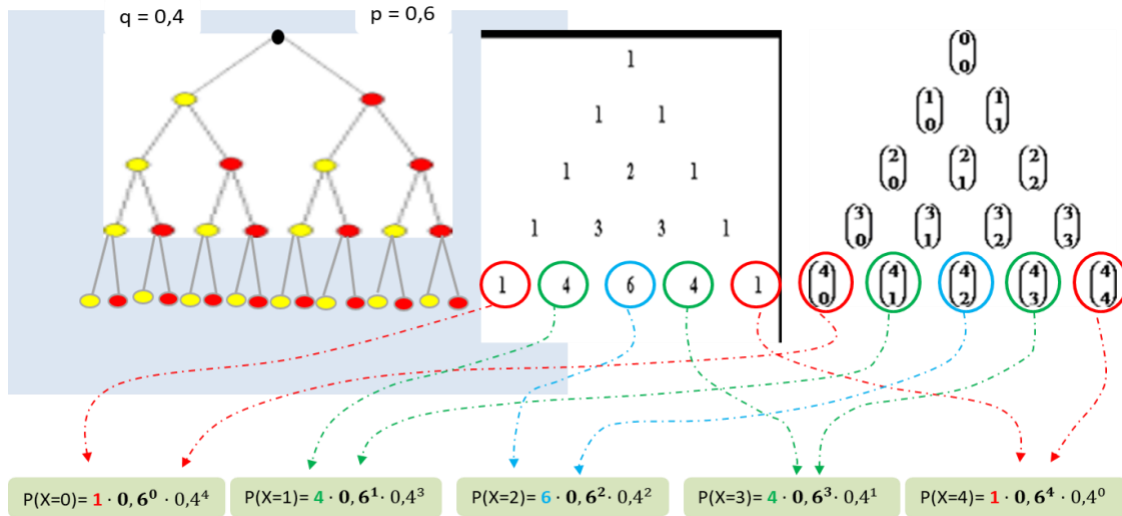 q = 0,4 p = 0,6
1
1 1
1 2 1
1 3 3 1
1 4 6 4 1
(0 0)
(1 0) (1 1)
(2 0) (2 1) (2 2)
(3 0) (3 1) (3 2) (3 3)
(4 0) (4 1) (4 2) (4 3) (4 4)
P(X=0)= 1 · 0, 6⁰ · 0,4⁴
P(X=1)= 4 · 0, 6¹ · 0,4³
P(X=2)= 6 · 0, 6² · 0,4²
P(X=3)= 4 · 0, 6³ · 0,4¹
P(X=4)= 1 · 0, 6⁴ · 0,4⁰